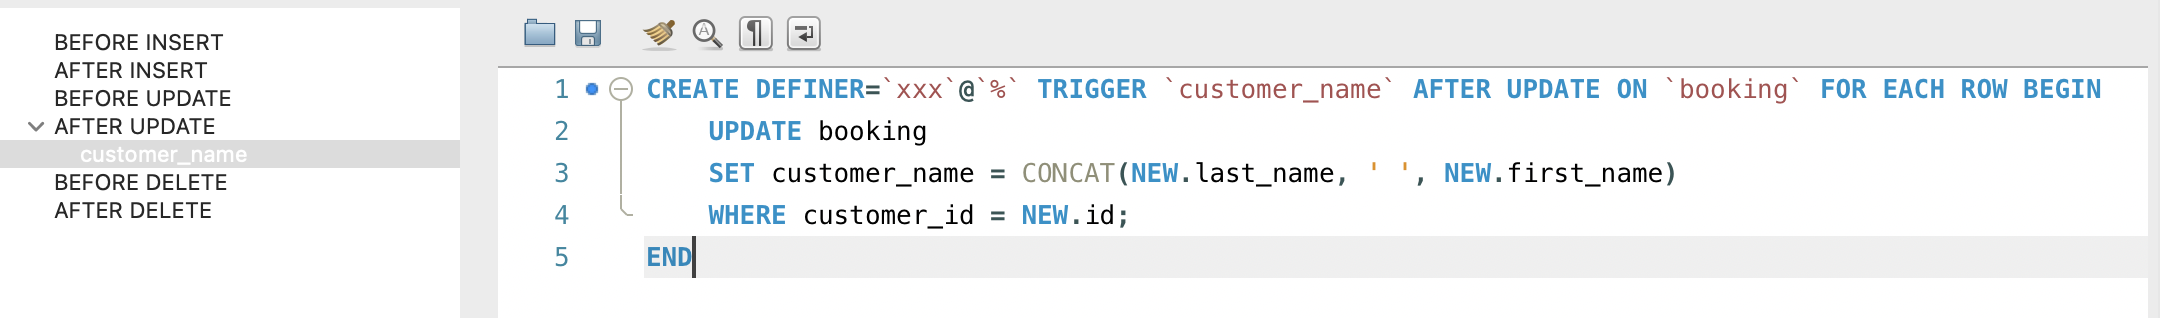 BEFORE INSERT
AFTER INSERT
BEFORE UPDATE
AFTER UPDATE
customer_name
BEFORE DELETE
AFTER DELETE
1 CREATE DEFINER=`xxx`@`%` TRIGGER `customer_name` AFTER UPDATE ON `booking` FOR EACH ROW BEGIN
2 UPDATE booking
3 SET customer_name = CONCAT(NEW.last_name, ' ', NEW.first_name)
4 WHERE customer_id = NEW.id;
5 END